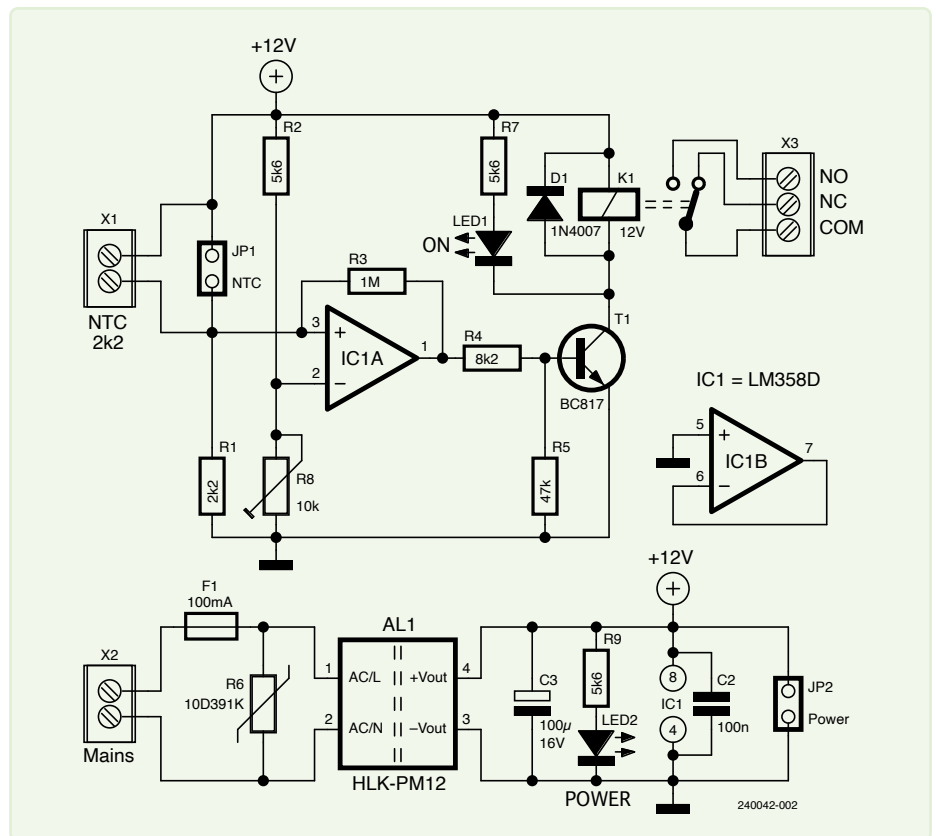 +12V
R2
5k6
R7
5k6
D1
1N4007
K1
12V
X3
NO
NC
COM
X1
NTC
2k2
JP1
NTC
LED1
ON
R3
1M
3
+
IC1A
1
2
–
R4
8k2
T1
BC817
IC1 = LM358D
5
+
IC1B
7
6
–
R1
2k2
R8
10k
R5
47k
+12V
F1
100mA
X2
Mains
R6
10D391K
AL1
1
AC/L
+Vout
4
2
AC/N
–Vout
3
HLK-PM12
C3
100µ
16V
R9
5k6
LED2
POWER
8
IC1
4
C2
100n
JP2
Power
240042-002